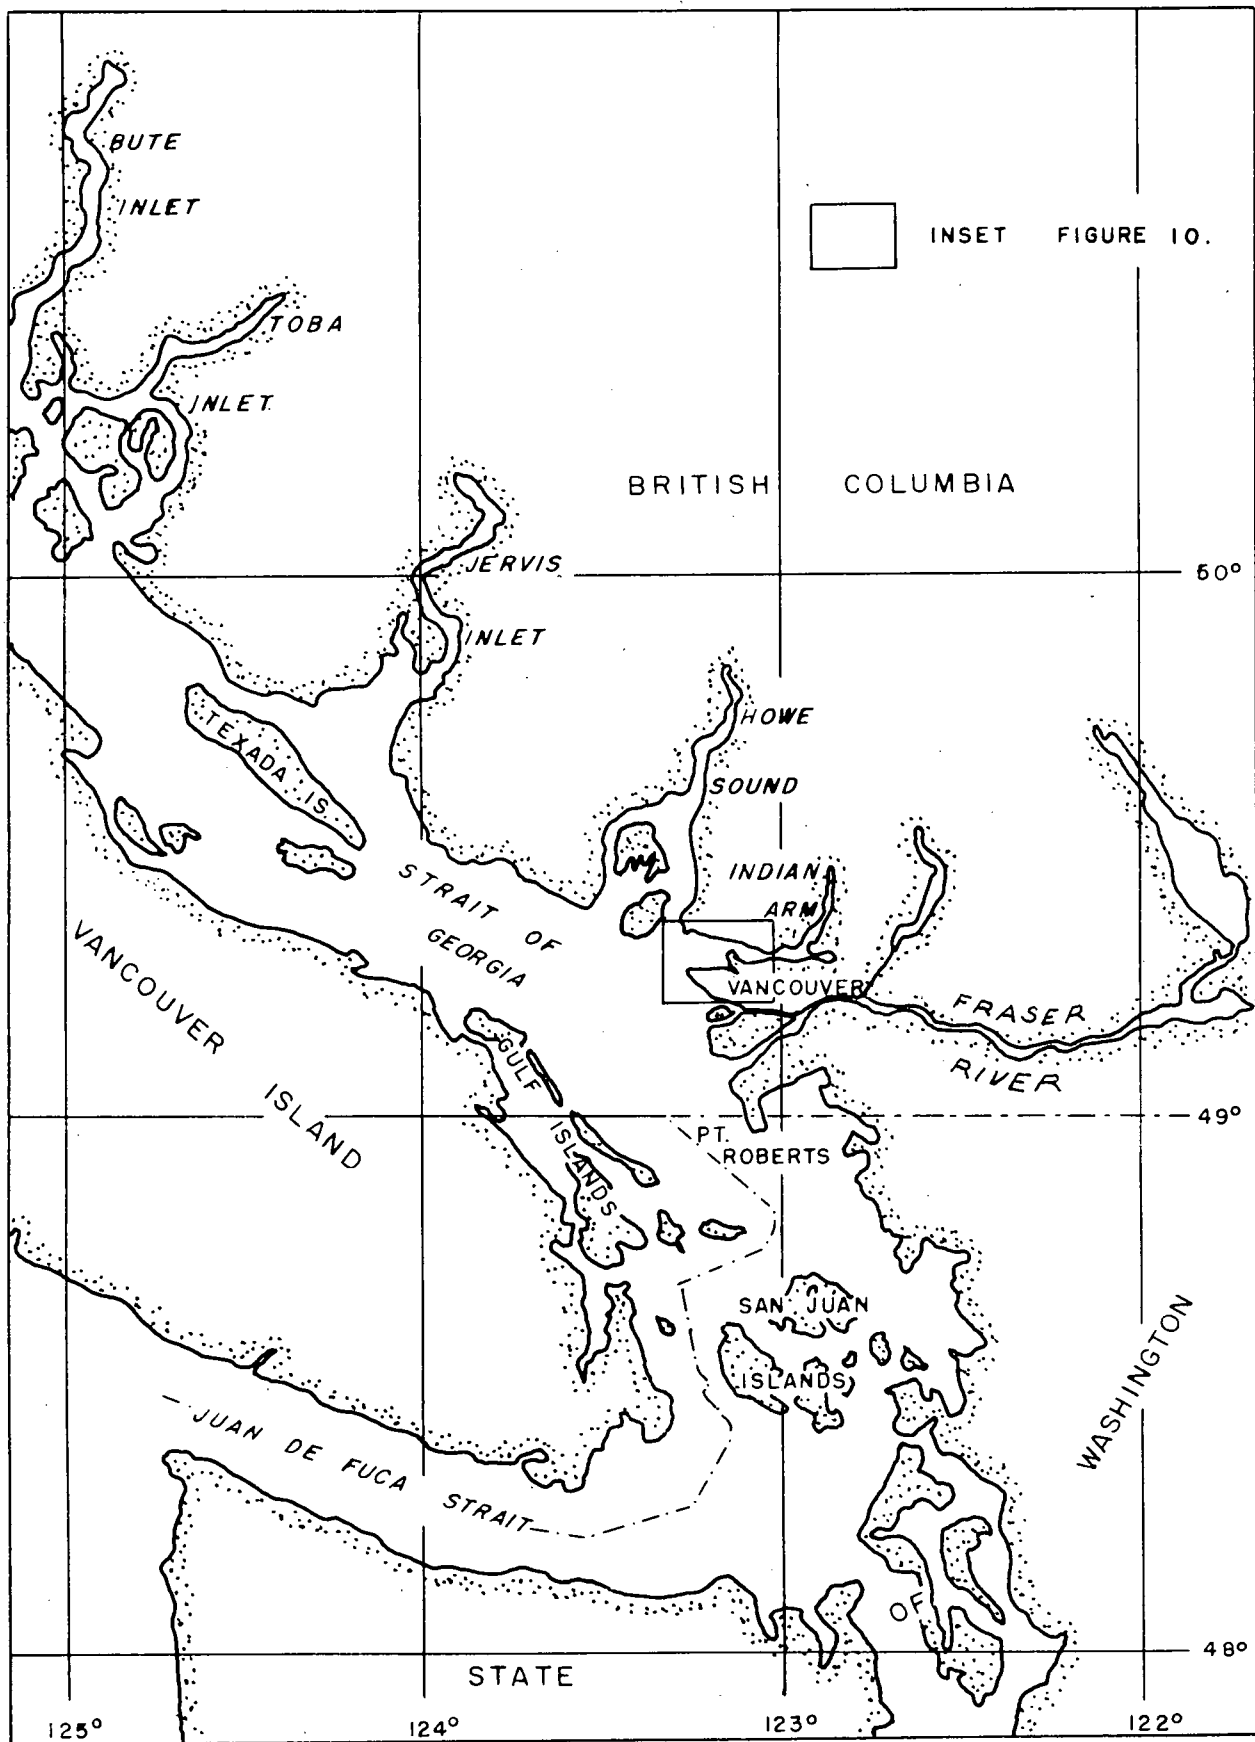 BUTE
INLET
INSET FIGURE 10.
TOBA
INLET
BRITISH COLUMBIA
JERVIS
50°
INLET
HOWE
TEXADA IS.
SOUND
INDIAN
ARM
STRAIT OF
GEORGIA
VANCOUVER
VANCOUVER
ISLAND
FRASER
RIVER
GULF
ISLANDS
49°
PT.
ROBERTS
SAN JUAN
ISLANDS
WASHINGTON
JUAN DE FUCA STRAIT
OF
STATE
48°
125°
124°
123°
122°